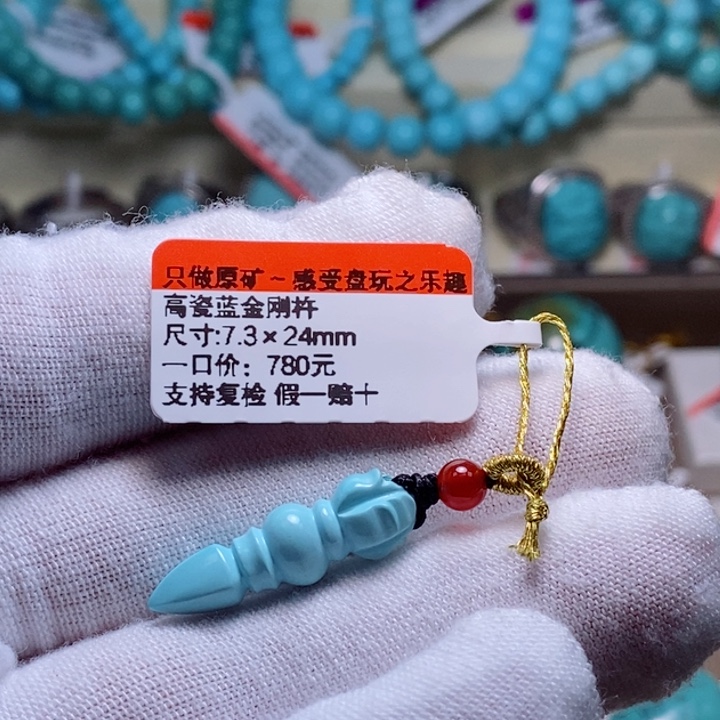 只做原矿~感受盘玩之乐趣
高瓷蓝金刚杵
尺寸:7.3×24mm
一口价：780元
支持复检 假一赔十